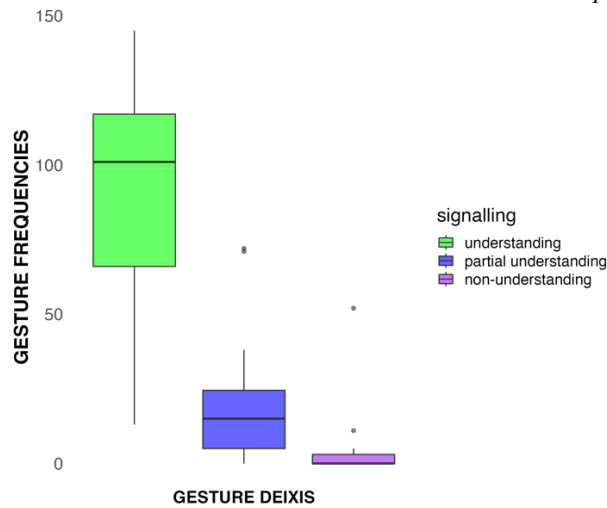 150
100
50
0
GESTURE FREQUENCIES
GESTURE DEIXIS
signalling
understanding
partial understanding
non-understanding